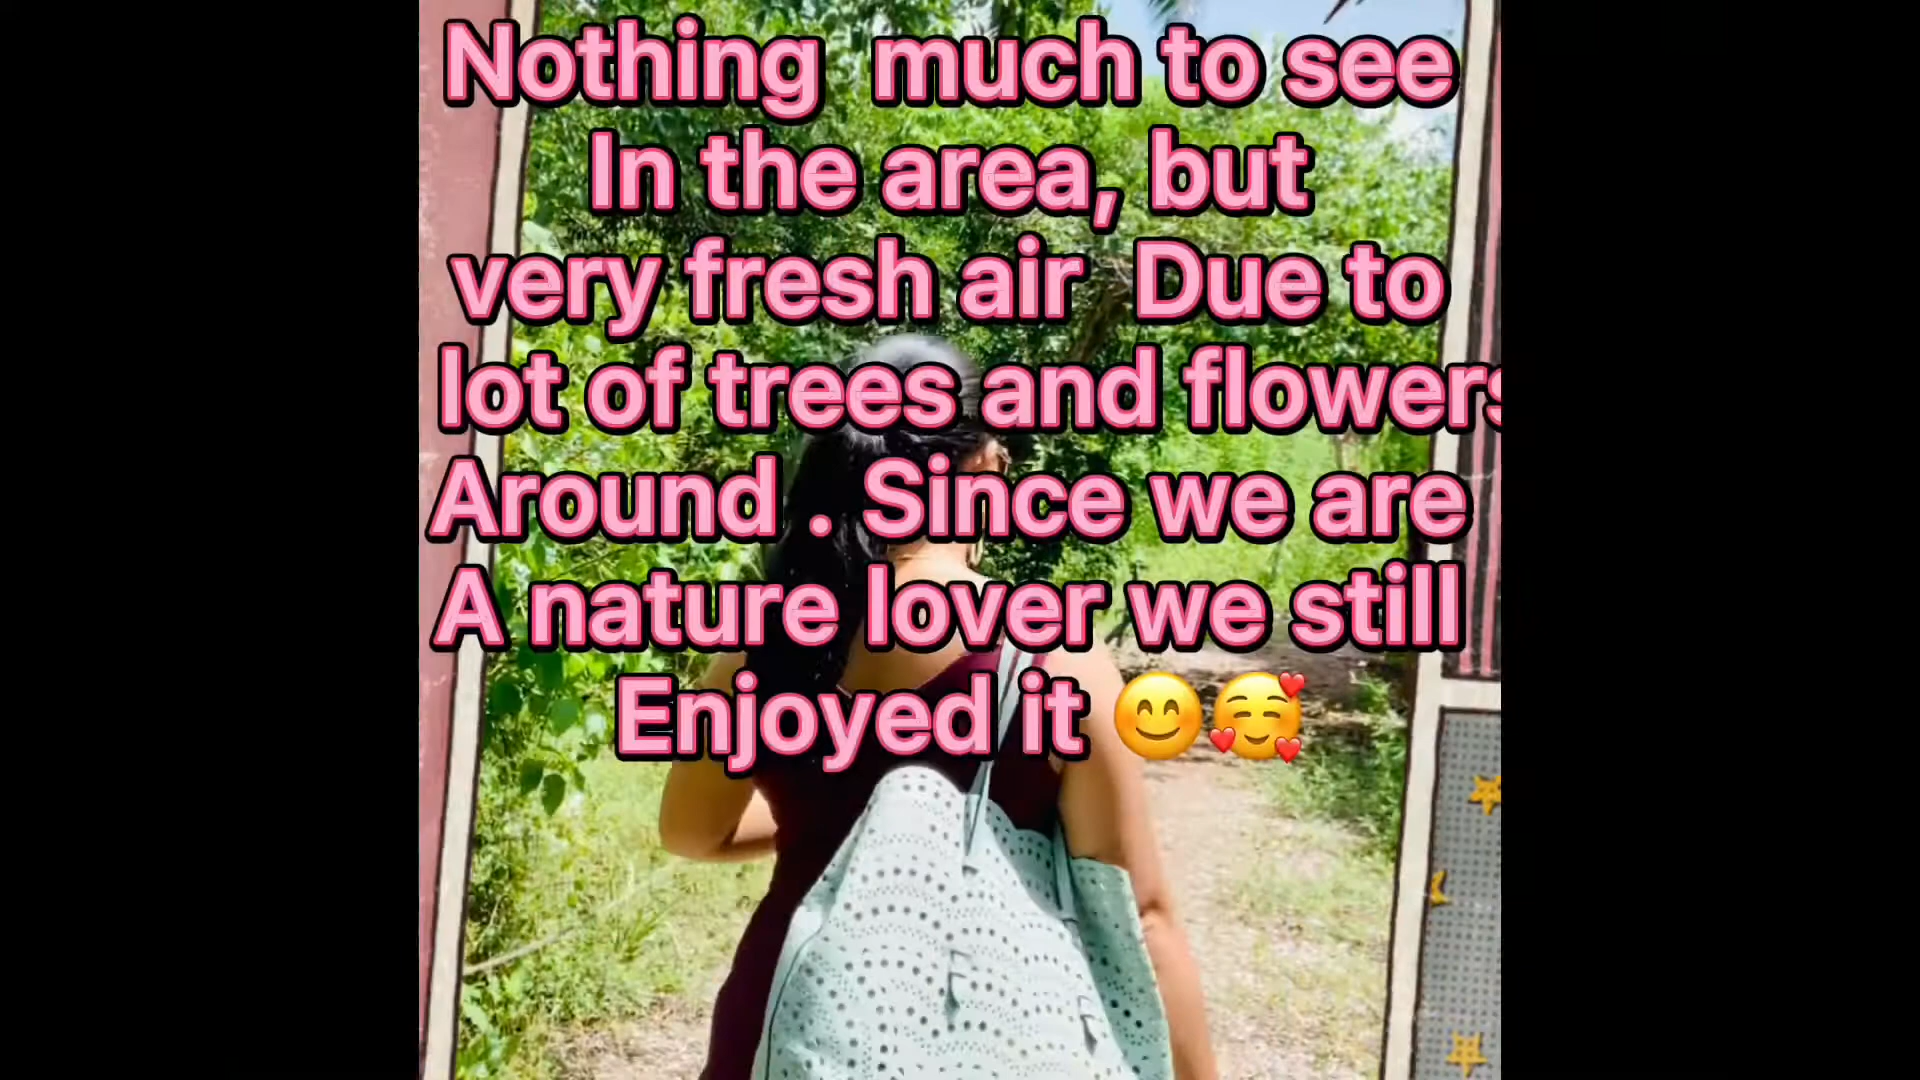 Nothing  much to see
In the area, but
very fresh air  Due to
lot of trees and flowers
Around . Since we are
A nature lover we still
Enjoyed it 😊🥰